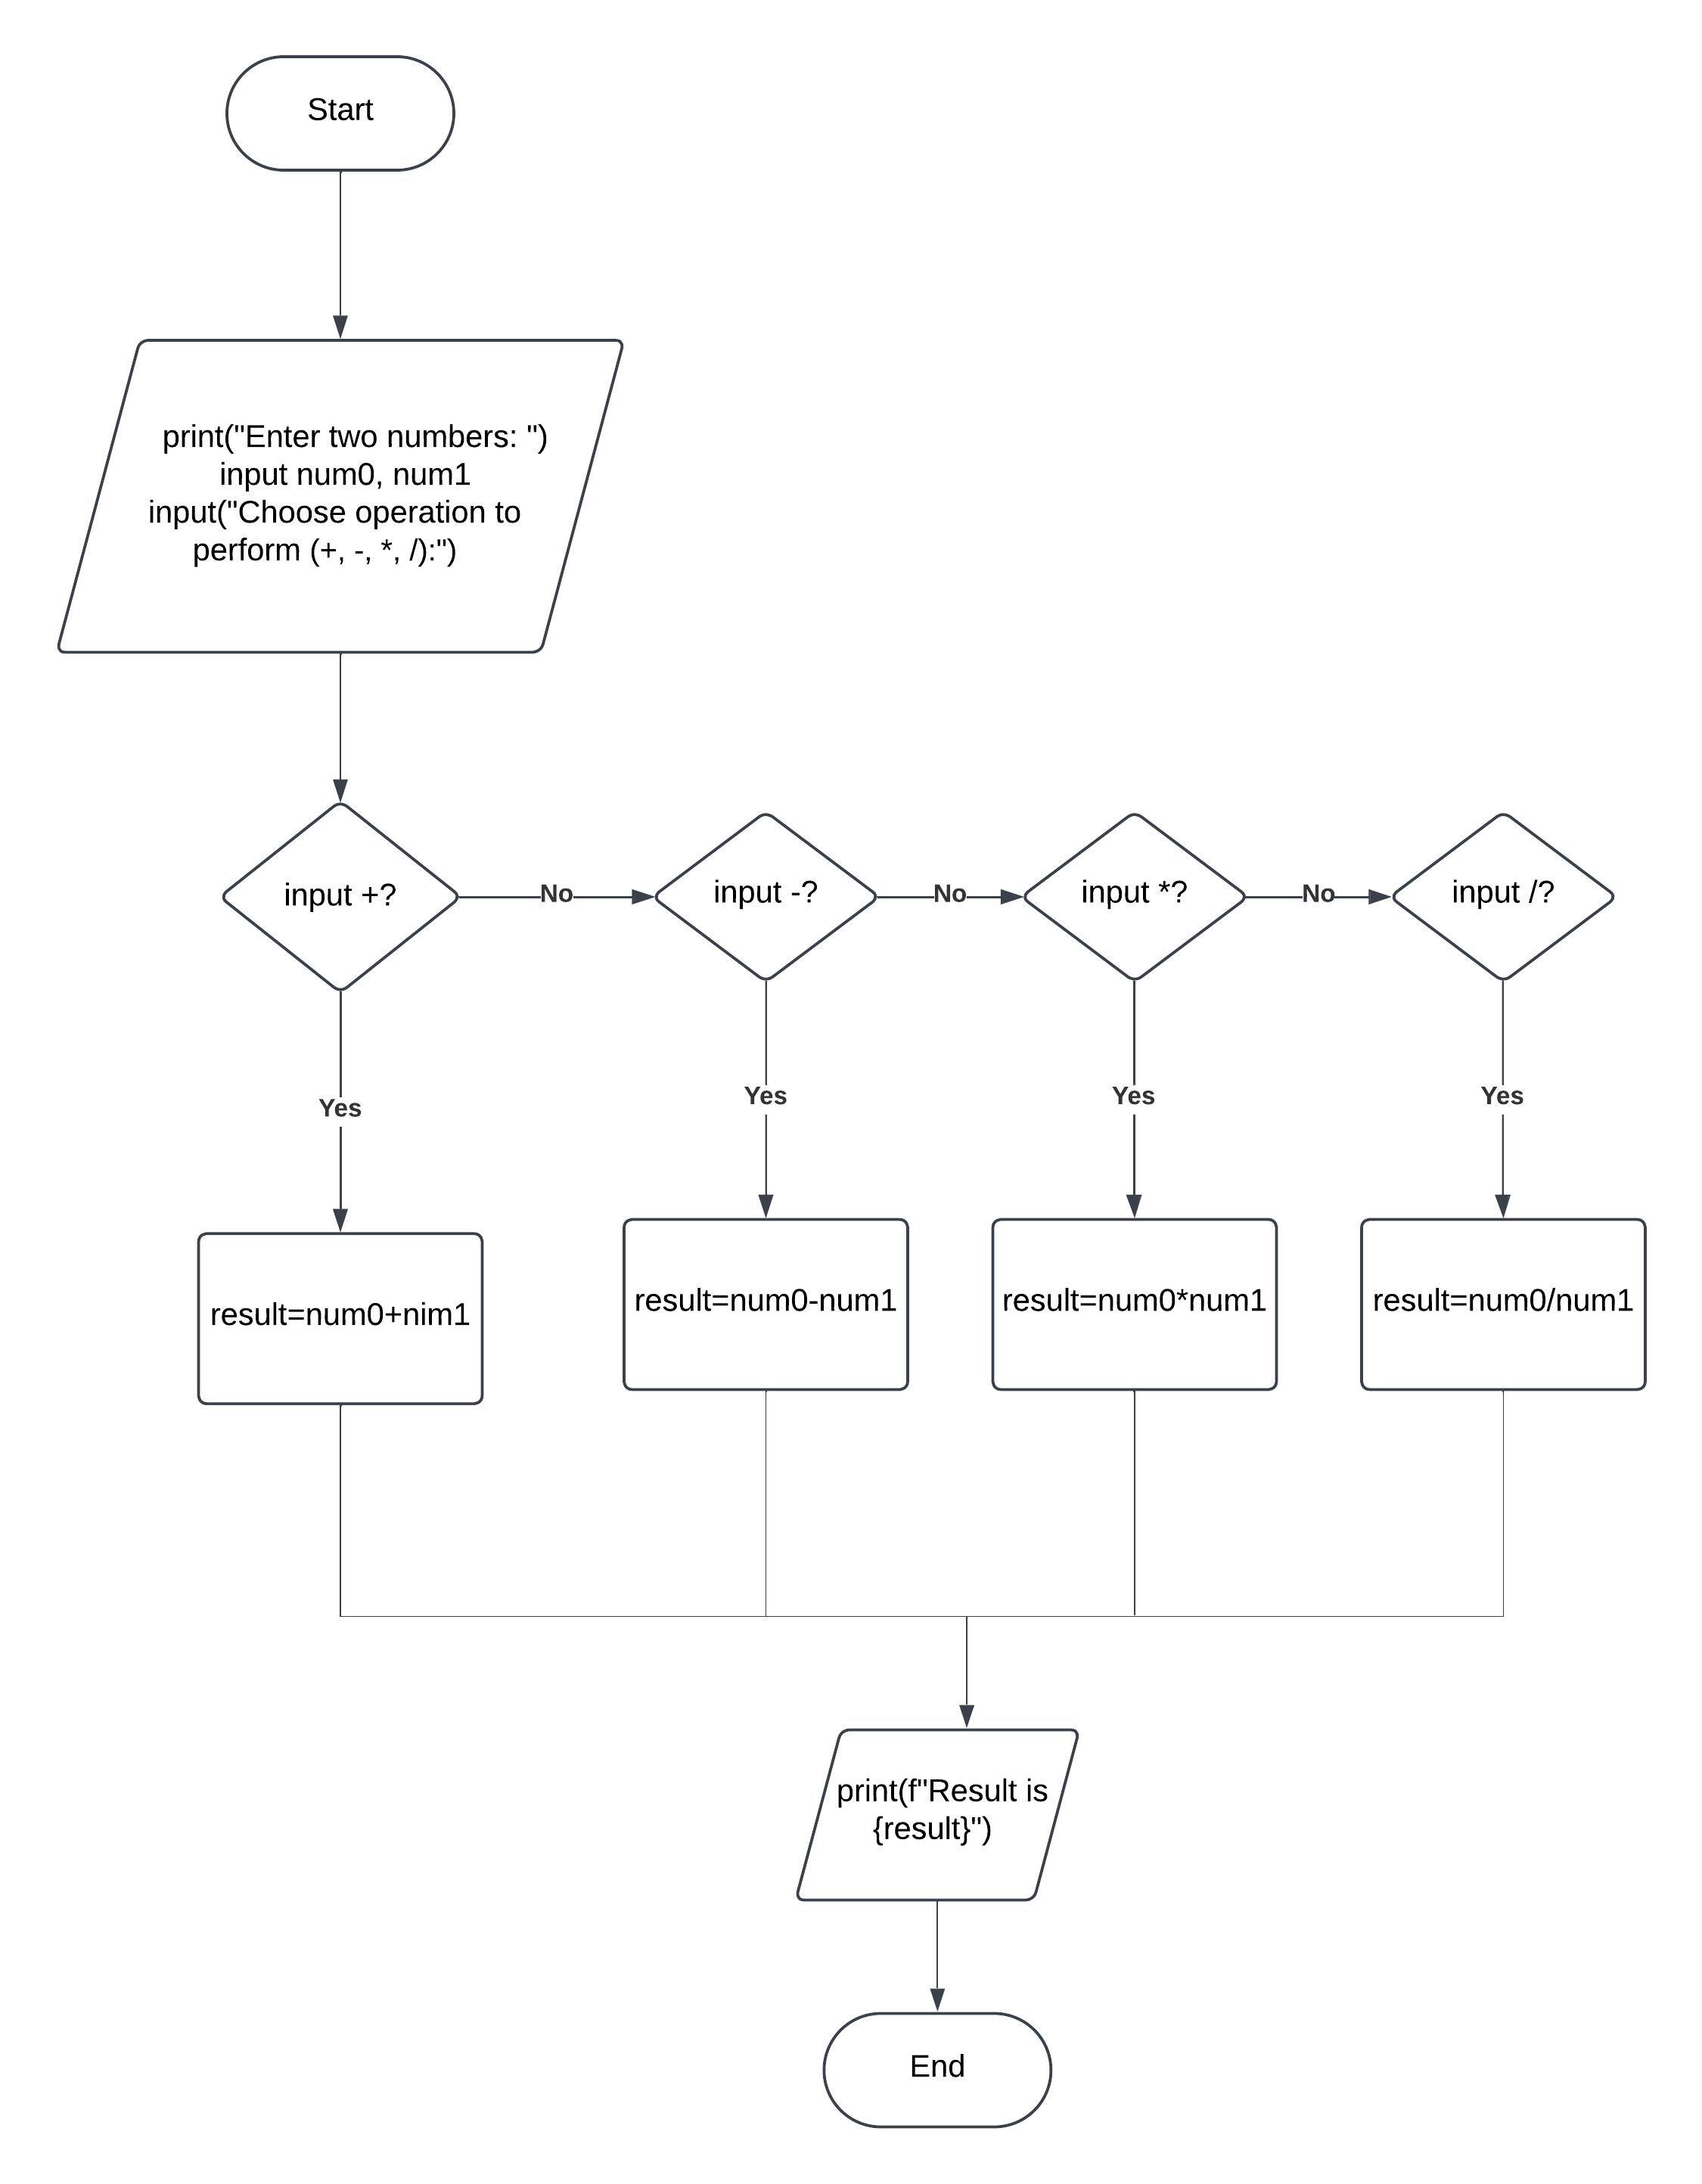 Start
print("Enter two numbers: ")
input num0, num1
input("Choose operation to
perform (+, -, *, /):")
input +?
No
input -?
No
input *?
No
input /?
Yes
Yes
Yes
Yes
result=num0+nim1
result=num0-num1
result=num0*num1
result=num0/num1
print(f"Result is
{result}")
End